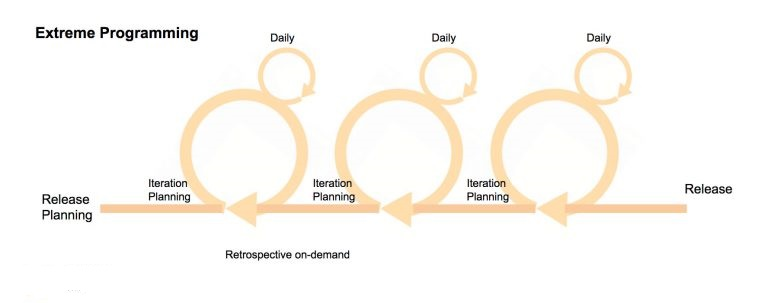 Extreme Programming
Daily
Daily
Daily
Iteration
Planning
Iteration
Planning
Iteration
Planning
Release
Planning
Release
Retrospective on-demand